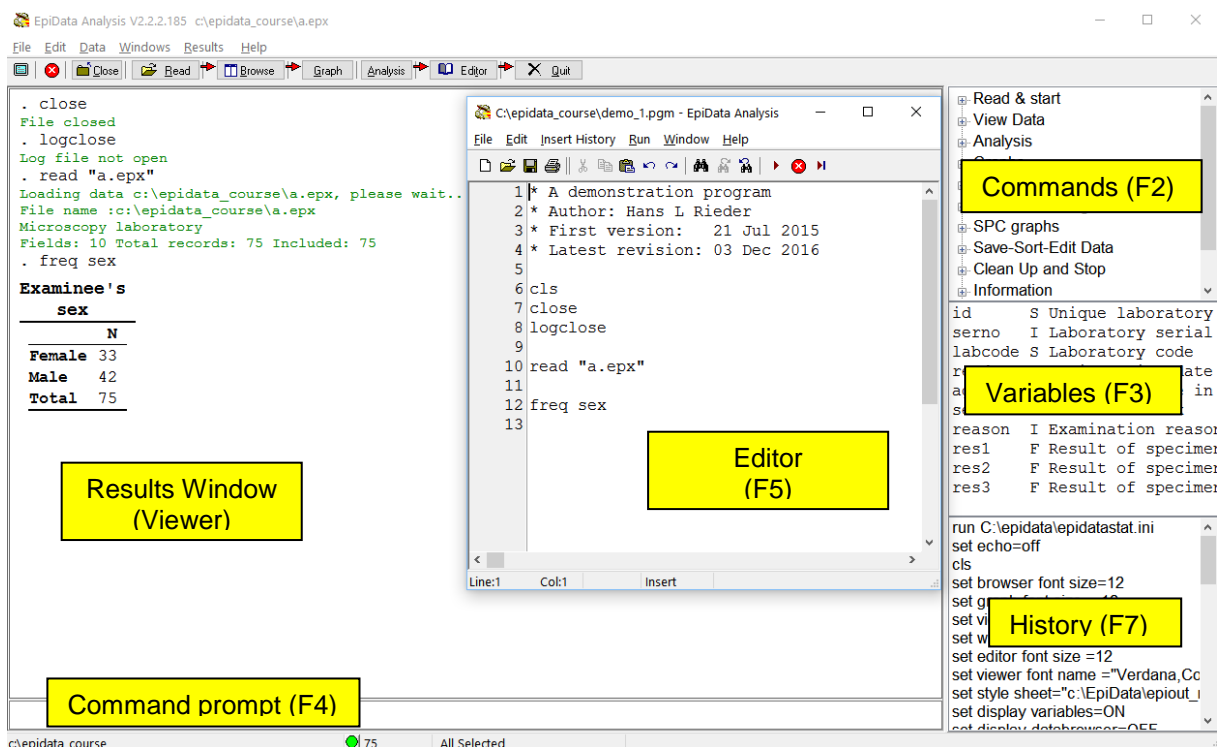 EpiData Analysis V2.2.2.185 c:\epidata_course\a.epx
File Edit Data Windows Results Help
Close Read Browse Graph Analysis Editor Quit
. close
File closed
. logclose
Log file not open
. read "a.epx"
Loading data c:\epidata_course\a.epx, please wait..
File name :c:\epidata_course\a.epx
Microscopy laboratory
Fields: 10 Total records: 75 Included: 75
. freq sex
Examinee's
sex
N
Female 33
Male 42
Total 75
Results Window
(Viewer)
Command prompt (F4)
C:\epidata_course\demo_1.pgm - EpiData Analysis
File Edit Insert History Run Window Help
1 * A demonstration program
2 * Author: Hans L Rieder
3 * First version: 21 Jul 2015
4 * Latest revision: 03 Dec 2016
5
6 cls
7 close
8 logclose
9
10 read "a.epx"
11
12 freq sex
13
Editor
(F5)
Line:1 Col:1 Insert
Read & start
View Data
Analysis
Commands (F2)
SPC graphs
Save-Sort-Edit Data
Clean Up and Stop
Information
id S Unique laboratory
serno I Laboratory serial
labcode S Laboratory code
Variables (F3)
in
reason I Examination reason
res1 F Result of specimen
res2 F Result of specimen
res3 F Result of specimen
run C:\epidata\epidatastat.ini
set echo=off
cls
set browser font size=12
set
History (F7)
set
set
set editor font size =12
set viewer font name ="Verdana,Co
set style sheet="c:\EpiData\epiout_
set display variables=ON
set display databrowser=OFF
c:\epidata_course 75 All Selected